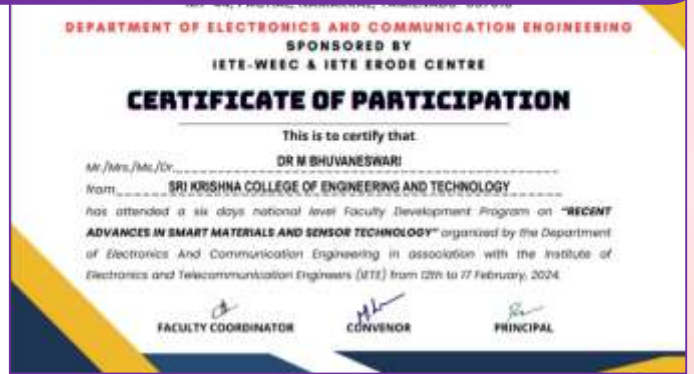 DEPARTMENT OF ELECTRONICS AND COMMUNICATION ENGINEERING
SPONSORED BY
IETE-WEEC & IETE ERODE CENTRE
CERTIFICATE OF PARTICIPATION
This is to certify that
Mr./Mrs./Ms./Dr. DR M BHUVANESWARI
from SRI KRISHNA COLLEGE OF ENGINEERING AND TECHNOLOGY
has attended a six days national level Faculty Development Program on "RECENT
ADVANCES IN SMART MATERIALS AND SENSOR TECHNOLOGY" organized by the Department
of Electronics And Communication Engineering in association with the Institute of
Electronics and Telecommunication Engineers (IETE) from 12th to 17 February, 2024.
FACULTY COORDINATOR CONVENOR PRINCIPAL